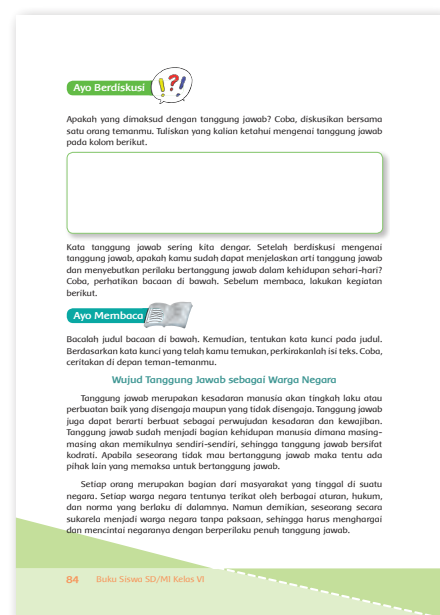 Ayo Berdiskusi
Apakah yang dimaksud dengan tanggung jawab? Coba, diskusikan bersama
satu orang temanmu. Tuliskan yang kalian ketahui mengenai tanggung jawab
pada kolom berikut.
Kata tanggung jawab sering kita dengar. Setelah berdiskusi mengenai
tanggung jawab, apakah kamu sudah dapat menjelaskan arti tanggung jawab
dan menyebutkan perilaku bertanggung jawab dalam kehidupan sehari-hari?
Coba, perhatikan bacaan di bawah. Sebelum membaca, lakukan kegiatan
berikut.
Ayo Membaca
Bacalah judul bacaan di bawah. Kemudian, tentukan kata kunci pada judul.
Berdasarkan kata kunci yang telah kamu temukan, perkirakanlah isi teks. Coba,
ceritakan di depan teman-temanmu.
Wujud Tanggung Jawab sebagai Warga Negara
Tanggung jawab merupakan kesadaran manusia akan tingkah laku atau
perbuatan baik yang disengaja maupun yang tidak disengaja. Tanggung jawab
juga dapat berarti berbuat sebagai perwujudan kesadaran dan kewajiban.
Tanggung jawab sudah menjadi bagian kehidupan manusia dimana masing-
masing akan memikulnya sendiri-sendiri, sehingga tanggung jawab bersifat
kodrati. Apabila seseorang tidak mau bertanggung jawab maka tentu ada
pihak lain yang memaksa untuk bertanggung jawab.
Setiap orang merupakan bagian dari masyarakat yang tinggal di suatu
negara. Setiap warga negara tentunya terikat oleh berbagai aturan, hukum,
dan norma yang berlaku di dalamnya. Namun demikian, seseorang secara
sukarela menjadi warga negara tanpa paksaan, sehingga harus menghargai
dan mencintai negaranya dengan berperilaku penuh tanggung jawab.
84 Buku Siswa SD/MI Kelas VI